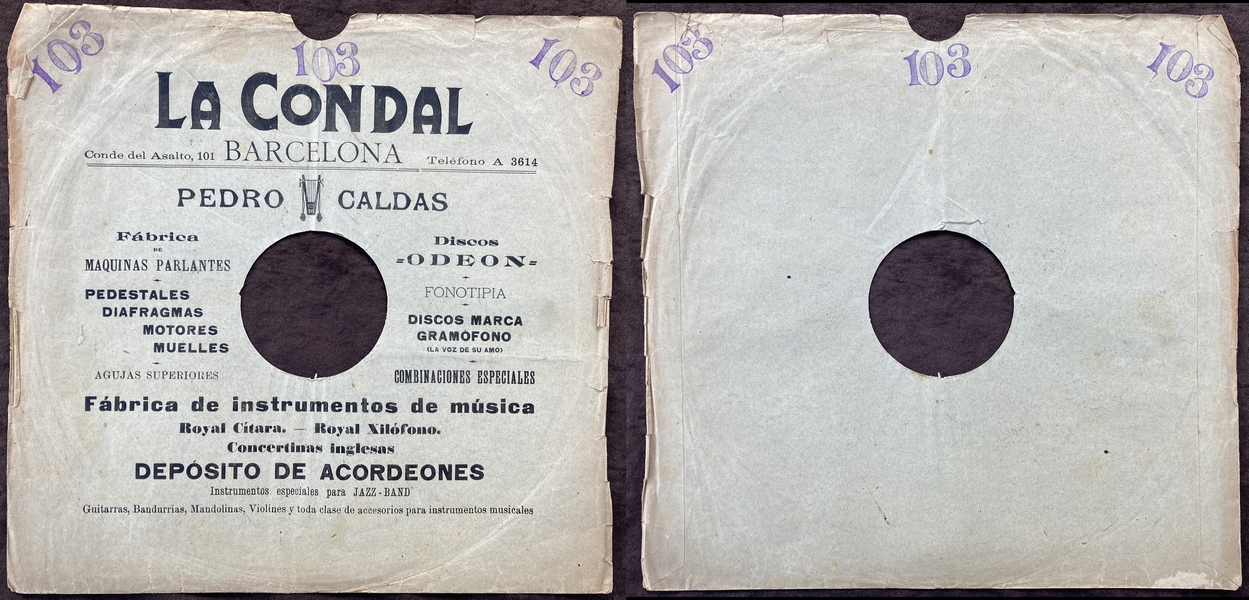 103 103 103
LA CONDAL
Conde del Asalto, 101 BARCELONA Teléfono A 3614
PEDRO CALDAS
Fábrica
DE
MAQUINAS PARLANTES
PEDESTALES
DIAFRAGMAS
MOTORES
MUELLES
AGUJAS SUPERIORES
Discos
=ODEON=
FONOTIPIA
DISCOS MARCA
GRAMÓFONO
(LA VOZ DE SU AMO)
COMBINACIONES ESPECIALES
Fábrica de instrumentos de música
Royal Cítara. — Royal Xilófono.
Concertinas inglesas
DEPÓSITO DE ACORDEONES
Instrumentos especiales para JAZZ-BAND
Guitarras, Bandurrias, Mandolinas, Violines y toda clase de accesorios para instrumentos musicales
103 103 103